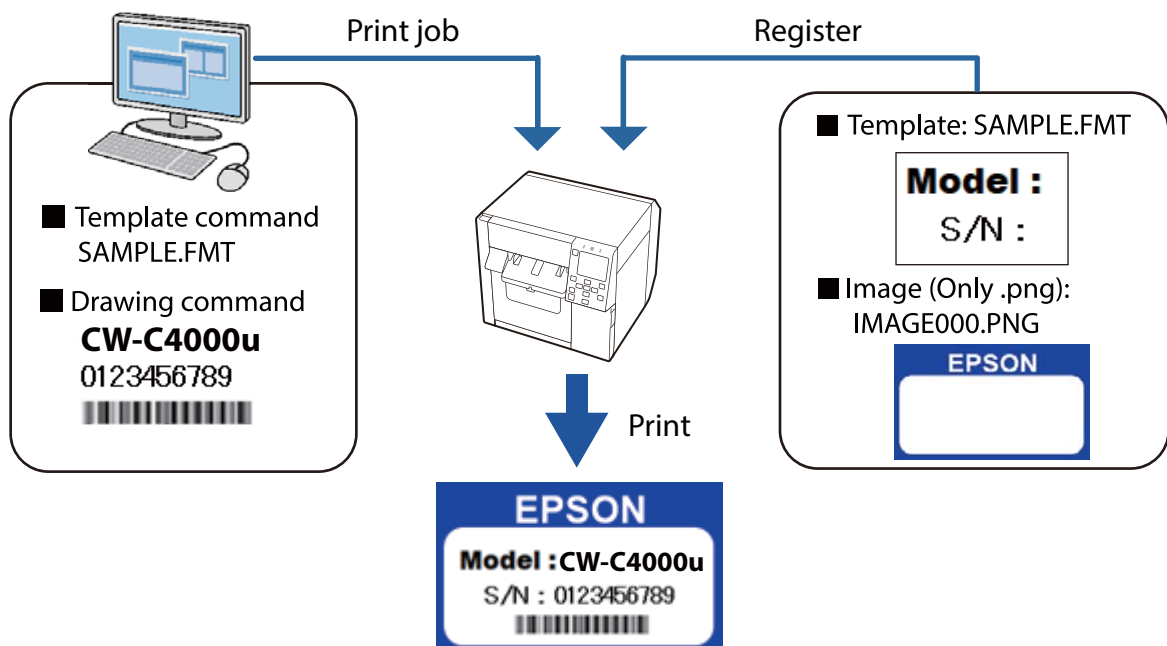 Print job
Register
■ Template command
SAMPLE.FMT
■ Drawing command
CW-C4000u
0123456789
■ Template: SAMPLE.FMT
Model :
S/N :
■ Image (Only .png):
IMAGE000.PNG
EPSON
Print
EPSON
Model : CW-C4000u
S/N : 0123456789